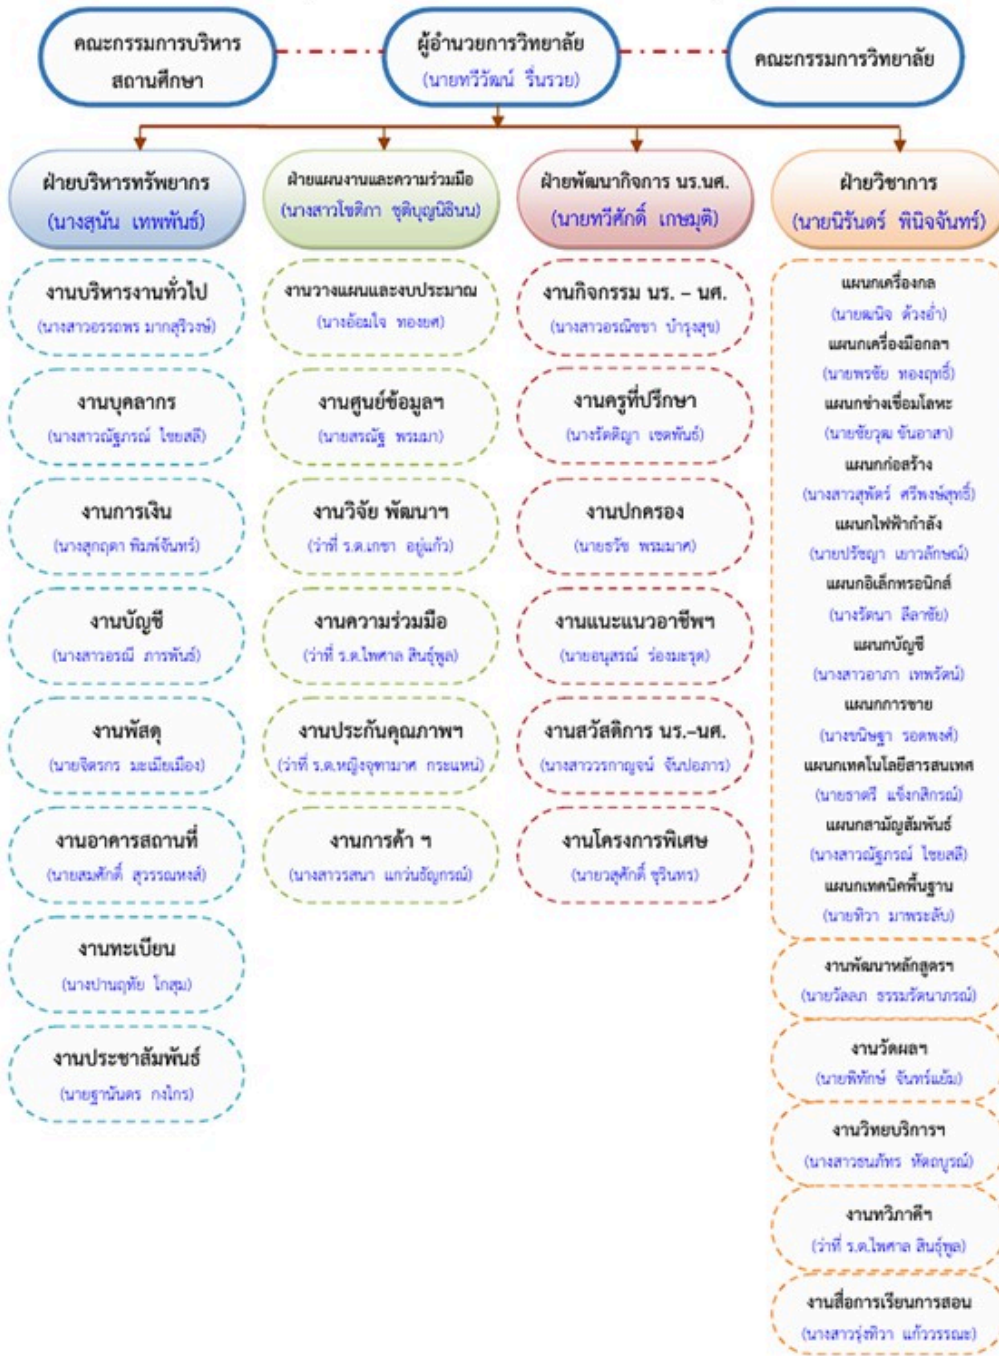 คณะกรรมการบริหาร
สถานศึกษา
ผู้อำนวยการวิทยาลัย
(นายทวีวัฒน์ รื่นรวย)
คณะกรรมการวิทยาลัย
ฝ่ายบริหารทรัพยากร
(นางสุนัน เทพพันธ์)
งานบริหารงานทั่วไป
(นางสาวอรรถพร มากสุริวงษ์)
งานบุคลากร
(นางสาวณัฐภรณ์ ไชยสลี)
งานการเงิน
(นางสุกฤตา พิมพ์จันทร์)
งานบัญชี
(นางสาวอรณี ภารพันธ์)
งานพัสดุ
(นายจิตรกร มะเมียเมือง)
งานอาคารสถานที่
(นายสมศักดิ์ สุวรรณหงส์)
งานทะเบียน
(นางปานฤทัย โกสุม)
งานประชาสัมพันธ์
(นายฐานันดร กงไกร)
ฝ่ายแผนงานและความร่วมมือ
(นางสาวโชติกา ชุติบุญนิธินน)
งานวางแผนและงบประมาณ
(นางอ้อมใจ ทองยศ)
งานศูนย์ข้อมูลฯ
(นายสรณัฐ พรมมา)
งานวิจัย พัฒนาฯ
(ว่าที่ ร.ต.เกชา อยู่แก้ว)
งานความร่วมมือ
(ว่าที่ ร.ต.ไพศาล สินธุ์พูล)
งานประกันคุณภาพฯ
(ว่าที่ ร.ต.หญิงจุฑามาศ กระแหน่)
งานการค้า ฯ
(นางสาวรสนา แกว่นธัญกรณ์)
ฝ่ายพัฒนากิจการ นร.นศ.
(นายทวีศักดิ์ เกษมุติ)
งานกิจกรรม นร. – นศ.
(นางสาวอรณิชชา บำรุงสุข)
งานครูที่ปรึกษา
(นางรัตติญา เชตพันธ์)
งานปกครอง
(นายธวัช พรมมาศ)
งานแนะแนวอาชีพฯ
(นายอนุสรณ์ ร่องมะรุด)
งานสวัสดิการ นร.–นศ.
(นางสาววรกาญจน์ จันปอภาร)
งานโครงการพิเศษ
(นายวสุศักดิ์ ชุรินทร)
ฝ่ายวิชาการ
(นายนิรันดร์ พินิจจันทร์)
แผนกเครื่องกล
(นายฒนิจ ด้วงอ่ำ)
แผนกเครื่องมือกลฯ
(นายพรชัย ทองฤทธิ์)
แผนกช่างเชื่อมโลหะ
(นายชัยวุฒ ขันอาสา)
แผนกก่อสร้าง
(นางสาวสุพัตร์ ศรีพงษ์สุทธิ์)
แผนกไฟฟ้ากำลัง
(นายปรัชญา เยาวลักษณ์)
แผนกอิเล็กทรอนิกส์
(นางรัตนา ลีลาชัย)
แผนกบัญชี
(นางสาวอาภา เทพรัตน์)
แผนกการขาย
(นางขนิษฐา รอดพงศ์)
แผนกเทคโนโลยีสารสนเทศ
(นายธาตรี แข็งกสิกรณ์)
แผนกสามัญสัมพันธ์
(นางสาวณัฐภรณ์ ไชยสลี)
แผนกเทคนิคพื้นฐาน
(นายทิวา มาพระลับ)
งานพัฒนาหลักสูตรฯ
(นายวัลลภ ธรรมรัตนาภรณ์)
งานวัดผลฯ
(นายพิทักษ์ จันทร์แย้ม)
งานวิทยบริการฯ
(นางสาวธนภัทร หัตถบูรณ์)
งานทวิภาคีฯ
(ว่าที่ ร.ต.ไพศาล สินธุ์พูล)
งานสื่อการเรียนการสอน
(นางสาวรุ่งทิวา แก้ววรรณะ)